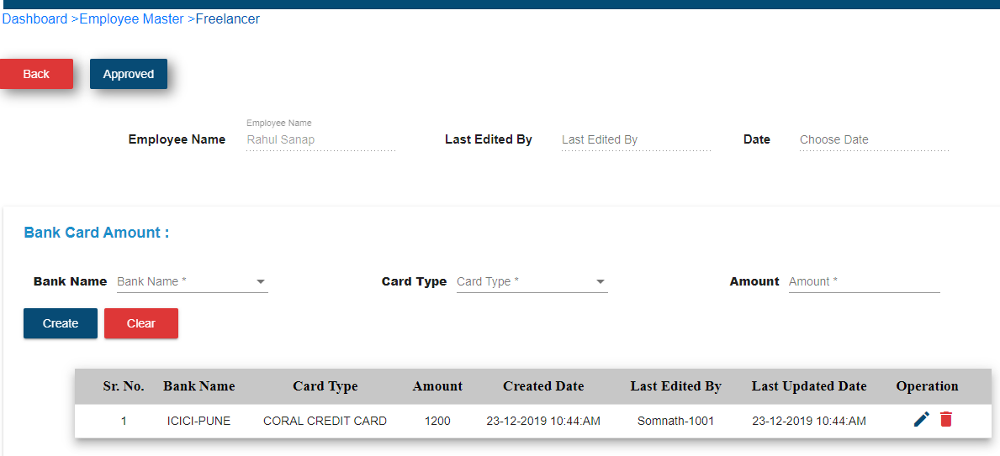 Dashboard >Employee Master >Freelancer
Back Approved
Employee Name
Employee Name Rahul Sanap Last Edited By Last Edited By Date Choose Date
Bank Card Amount :
Bank Name Bank Name * Card Type Card Type * Amount Amount *
Create Clear
Sr. No. Bank Name Card Type Amount Created Date Last Edited By Last Updated Date Operation
1 ICICI-PUNE CORAL CREDIT CARD 1200 23-12-2019 10:44:AM Somnath-1001 23-12-2019 10:44:AM